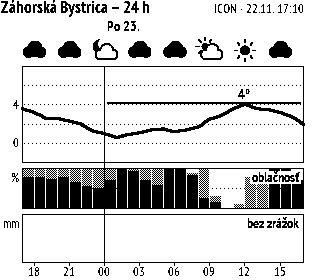 Záhorská Bystrica – 24 h
ICON - 22.11. 17:10
Po 23.
4°
4
0
%
oblačnosť
mm
bez zrážok
18 21 00 03 06 09 12 15